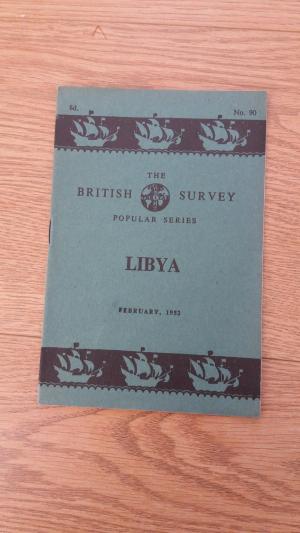 6d. No. 90
THE
BRITISH SURVEY
POPULAR SERIES
LIBYA
FEBRUARY, 1952